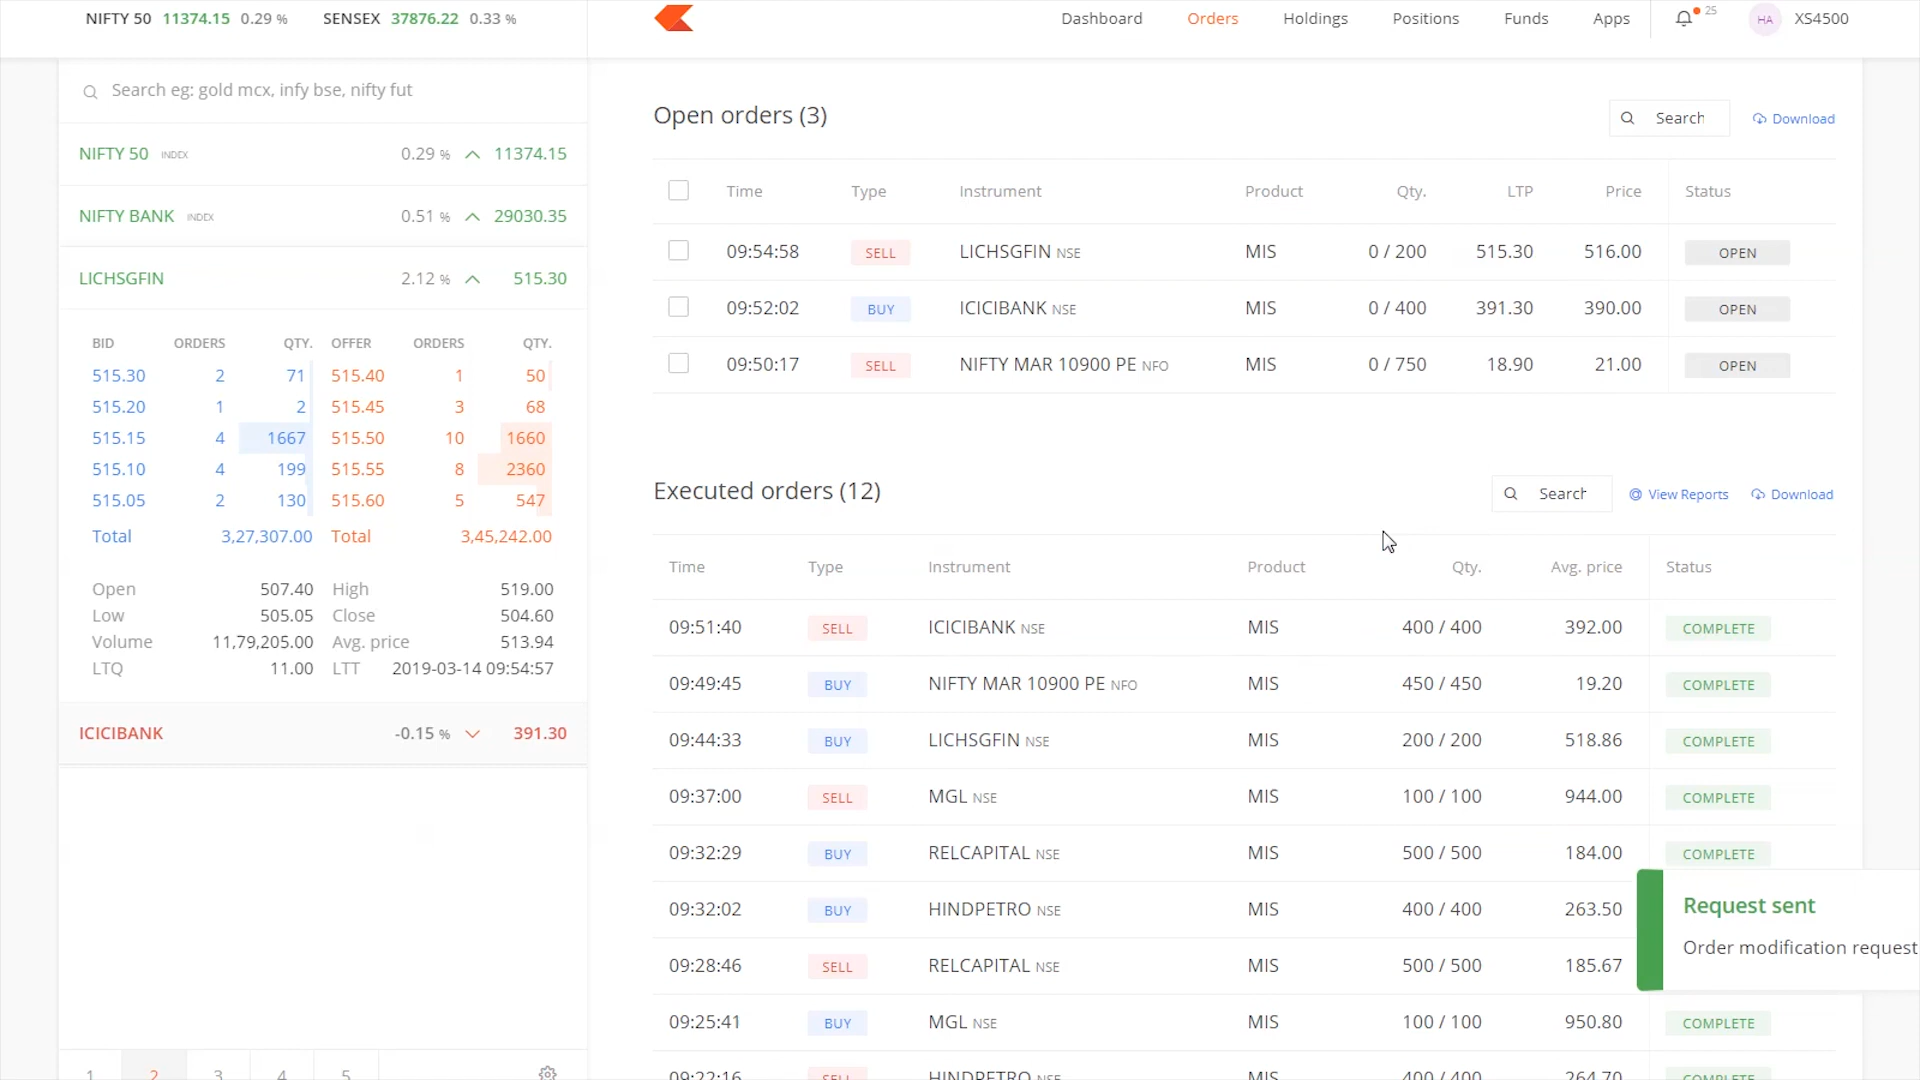 NIFTY 50 11374.15 0.29 % SENSEX 37876.22 0.33 %
Dashboard Orders Holdings Positions Funds Apps 25 HA XS4500
Search eg: gold mcx, infy bse, nifty fut
NIFTY 50 INDEX 0.29 % 11374.15
NIFTY BANK INDEX 0.51 % 29030.35
LICHSGFIN 2.12 % 515.30
BID ORDERS QTY. OFFER ORDERS QTY.
515.30 2 71 515.40 1 50
515.20 1 2 515.45 3 68
515.15 4 1667 515.50 10 1660
515.10 4 199 515.55 8 2360
515.05 2 130 515.60 5 547
Total 3,27,307.00 Total 3,45,242.00
Open 507.40 High 519.00
Low 505.05 Close 504.60
Volume 11,79,205.00 Avg. price 513.94
LTQ 11.00 LTT 2019-03-14 09:54:57
ICICIBANK -0.15 % 391.30
1 2 3 4 5
Open orders (3) Search Download
Time Type Instrument Product Qty. LTP Price Status
09:54:58 SELL LICHSGFIN NSE MIS 0 / 200 515.30 516.00 OPEN
09:52:02 BUY ICICIBANK NSE MIS 0 / 400 391.30 390.00 OPEN
09:50:17 SELL NIFTY MAR 10900 PE NFO MIS 0 / 750 18.90 21.00 OPEN
Executed orders (12) Search View Reports Download
Time Type Instrument Product Qty. Avg. price Status
09:51:40 SELL ICICIBANK NSE MIS 400 / 400 392.00 COMPLETE
09:49:45 BUY NIFTY MAR 10900 PE NFO MIS 450 / 450 19.20 COMPLETE
09:44:33 BUY LICHSGFIN NSE MIS 200 / 200 518.86 COMPLETE
09:37:00 SELL MGL NSE MIS 100 / 100 944.00 COMPLETE
09:32:29 BUY RELCAPITAL NSE MIS 500 / 500 184.00 COMPLETE
09:32:02 BUY HINDPETRO NSE MIS 400 / 400 263.50
09:28:46 SELL RELCAPITAL NSE MIS 500 / 500 185.67
09:25:41 BUY MGL NSE MIS 100 / 100 950.80 COMPLETE
09:22:16 SELL HINDPETRO NSE MIS 400 / 400 264.70 COMPLETE
Request sent
Order modification request